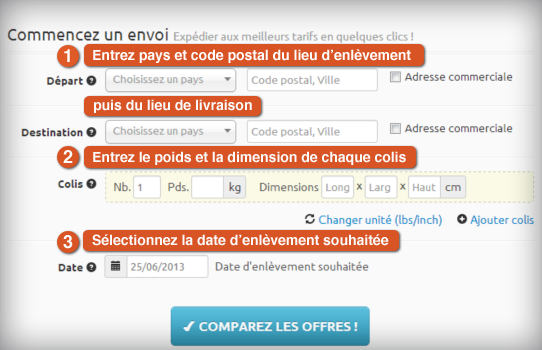 Commencez un envoi Expédier aux meilleurs tarifs en quelques clics !
1 Entrez pays et code postal du lieu d'enlèvement
Départ ? Choisissez un pays Code postal, Ville Adresse commerciale
puis du lieu de livraison
Destination ? Choisissez un pays Code postal, Ville Adresse commerciale
2 Entrez le poids et la dimension de chaque colis
Colis ? Nb. 1 Pds. kg Dimensions Long x Larg x Haut cm
Changer unité (lbs/inch) Ajouter colis
3 Sélectionnez la date d'enlèvement souhaitée
Date ? 25/06/2013 Date d'enlèvement souhaitée
COMPAREZ LES OFFRES !